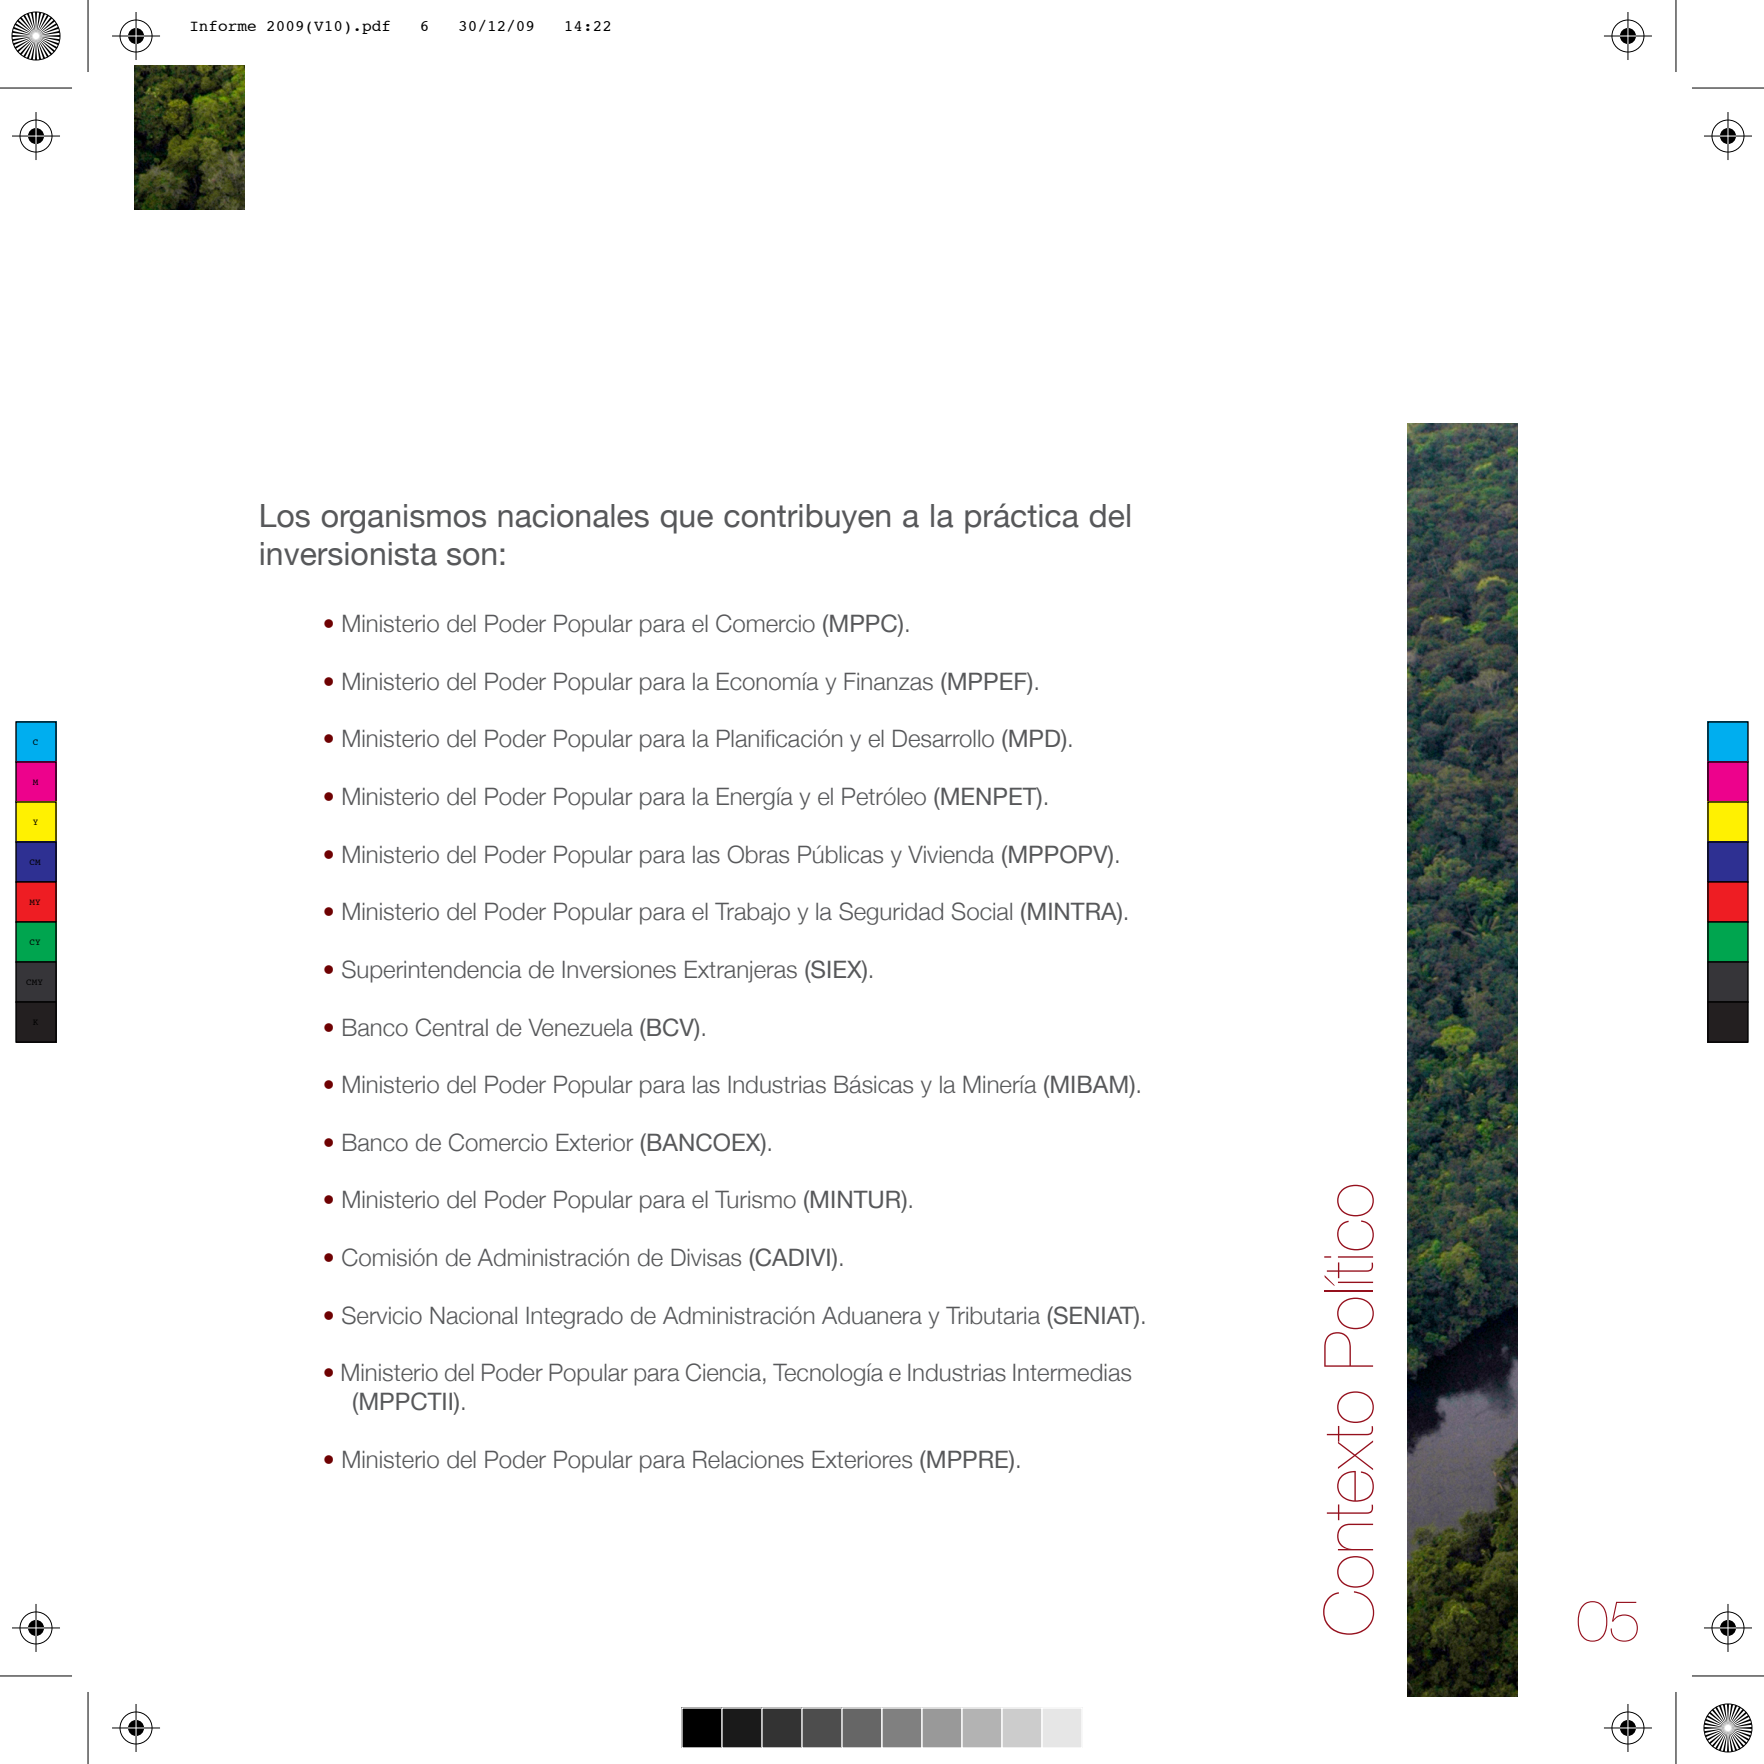 Informe 2009(V10).pdf 6 30/12/09 14:22
Los organismos nacionales que contribuyen a la práctica del
inversionista son:
• Ministerio del Poder Popular para el Comercio (MPPC).
• Ministerio del Poder Popular para la Economía y Finanzas (MPPEF).
• Ministerio del Poder Popular para la Planificación y el Desarrollo (MPD).
• Ministerio del Poder Popular para la Energía y el Petróleo (MENPET).
• Ministerio del Poder Popular para las Obras Públicas y Vivienda (MPPOPV).
• Ministerio del Poder Popular para el Trabajo y la Seguridad Social (MINTRA).
• Superintendencia de Inversiones Extranjeras (SIEX).
• Banco Central de Venezuela (BCV).
• Ministerio del Poder Popular para las Industrias Básicas y la Minería (MIBAM).
• Banco de Comercio Exterior (BANCOEX).
• Ministerio del Poder Popular para el Turismo (MINTUR).
• Comisión de Administración de Divisas (CADIVI).
• Servicio Nacional Integrado de Administración Aduanera y Tributaria (SENIAT).
• Ministerio del Poder Popular para Ciencia, Tecnología e Industrias Intermedias
(MPPCTII).
• Ministerio del Poder Popular para Relaciones Exteriores (MPPRE).
Contexto Político
05
C
M
Y
CM
MY
CY
CMY
K